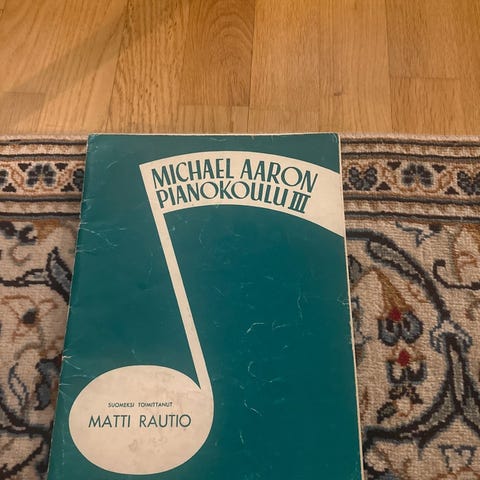 MICHAEL AARON
PIANOKOULU III
SUOMEKSI TOIMITTANUT
MATTI RAUTIO